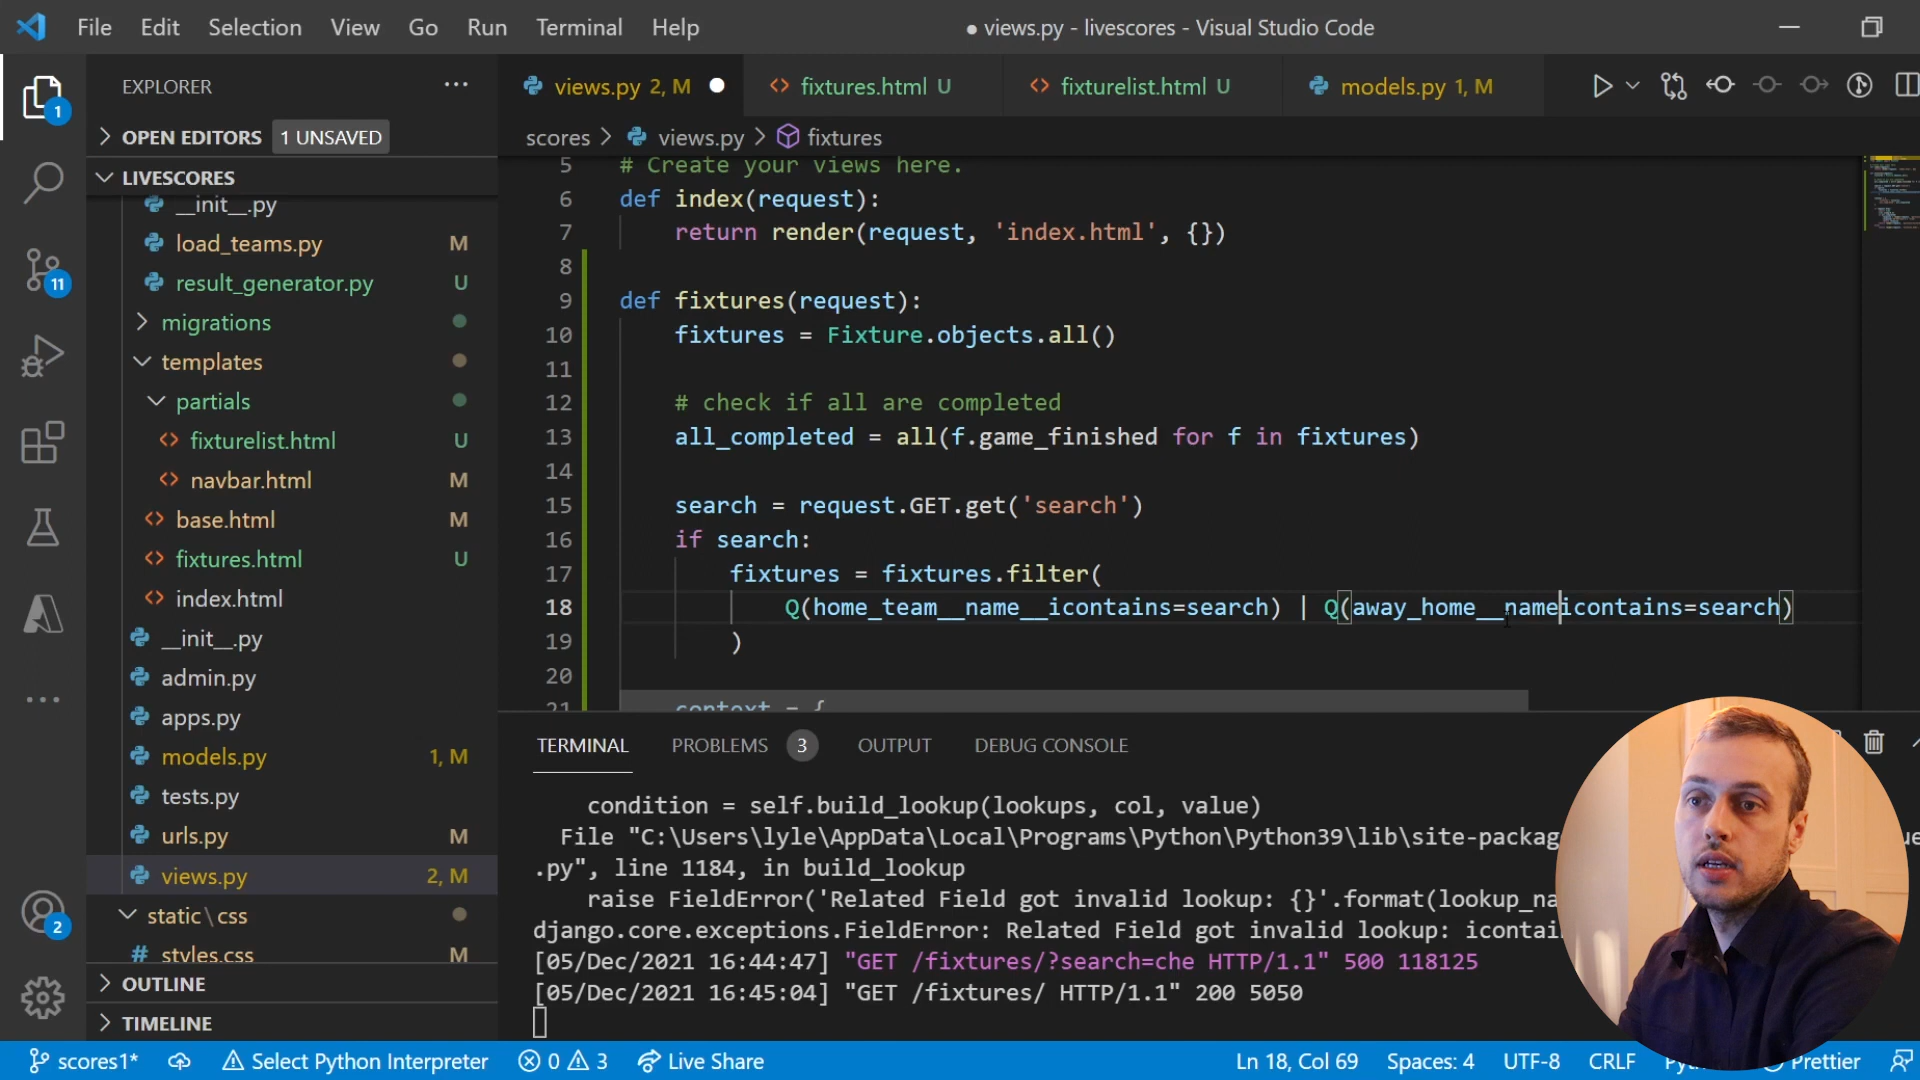 File Edit Selection View Go Run Terminal Help
● views.py - livescores - Visual Studio Code
EXPLORER ...
views.py 2, M
fixtures.html U
fixturelist.html U
models.py 1, M
1
OPEN EDITORS 1 UNSAVED
scores > views.py > fixtures
LIVESCORES
__init__.py
load_teams.py M
result_generator.py U
11
migrations
templates
partials
fixturelist.html U
navbar.html M
base.html M
fixtures.html U
index.html
__init__.py
admin.py
apps.py
models.py 1, M
tests.py
urls.py M
views.py 2, M
2
static\css
styles.css M
OUTLINE
TIMELINE
5 # Create your views here.
6 def index(request):
7 return render(request, 'index.html', {})
8
9 def fixtures(request):
10 fixtures = Fixture.objects.all()
11
12 # check if all are completed
13 all_completed = all(f.game_finished for f in fixtures)
14
15 search = request.GET.get('search')
16 if search:
17 fixtures = fixtures.filter(
18 Q(home_team__name__icontains=search) | Q(away_home__nameicontains=search)
19 )
20
21 context = {
TERMINAL PROBLEMS 3 OUTPUT DEBUG CONSOLE
condition = self.build_lookup(lookups, col, value)
File "C:\Users\lyle\AppData\Local\Programs\Python\Python39\lib\site-packag
.py", line 1184, in build_lookup
raise FieldError('Related Field got invalid lookup: {}'.format(lookup_na
django.core.exceptions.FieldError: Related Field got invalid lookup: icontai
[05/Dec/2021 16:44:47] "GET /fixtures/?search=che HTTP/1.1" 500 118125
[05/Dec/2021 16:45:04] "GET /fixtures/ HTTP/1.1" 200 5050
scores1* Select Python Interpreter 0 3 Live Share Ln 18, Col 69 Spaces: 4 UTF-8 CRLF Prettier